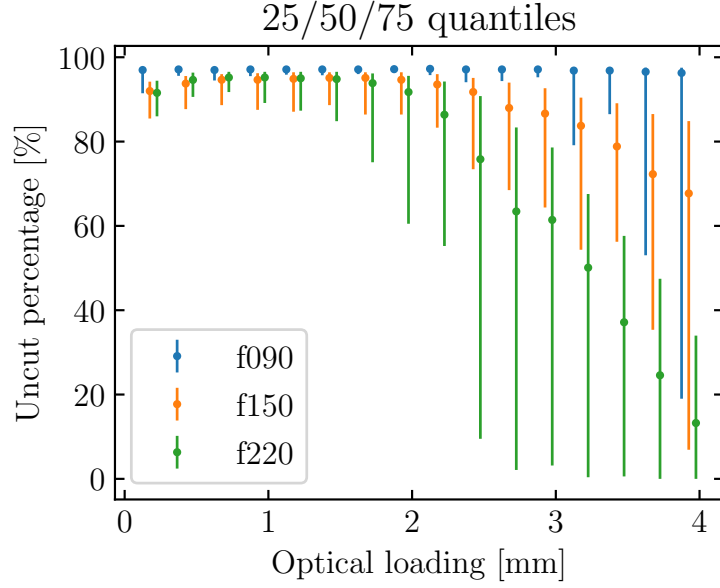 25/50/75 quantiles
Uncut percentage [%]
100
80
60
40
20
0
f090
f150
f220
0 1 2 3 4
Optical loading [mm]